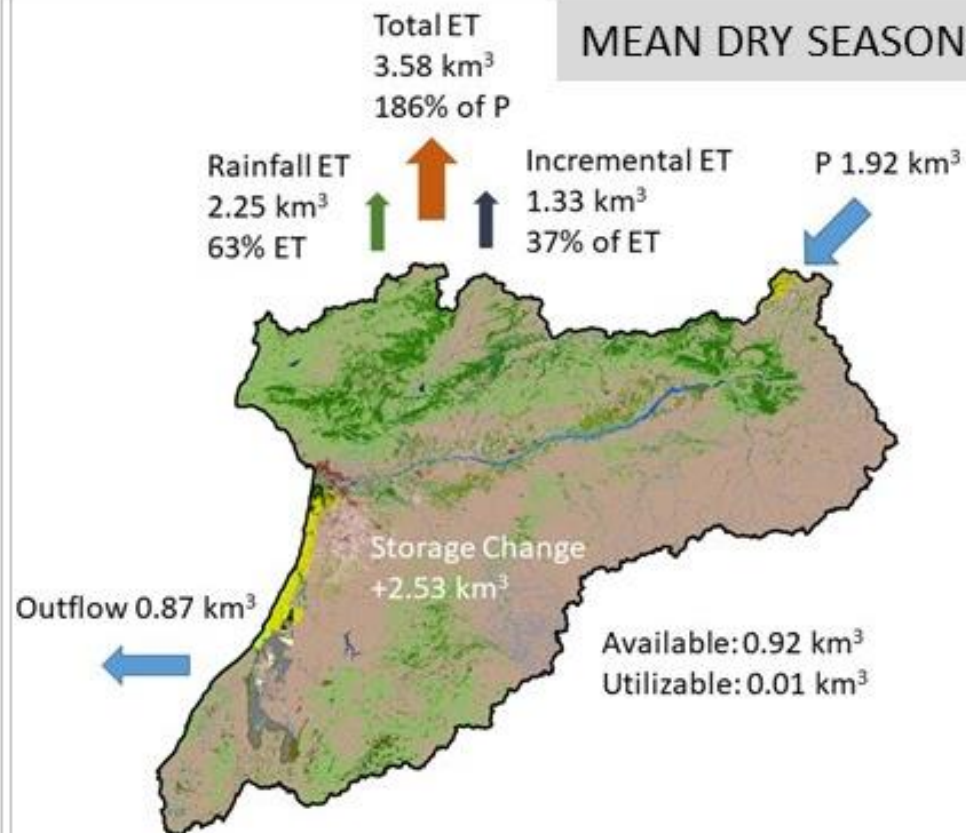 MEAN DRY SEASON
Total ET
3.58 km³
186% of P
Rainfall ET
2.25 km³
63% ET
Incremental ET
1.33 km³
37% of ET
P 1.92 km³
Storage Change
+2.53 km³
Outflow 0.87 km³
Available: 0.92 km³
Utilizable: 0.01 km³